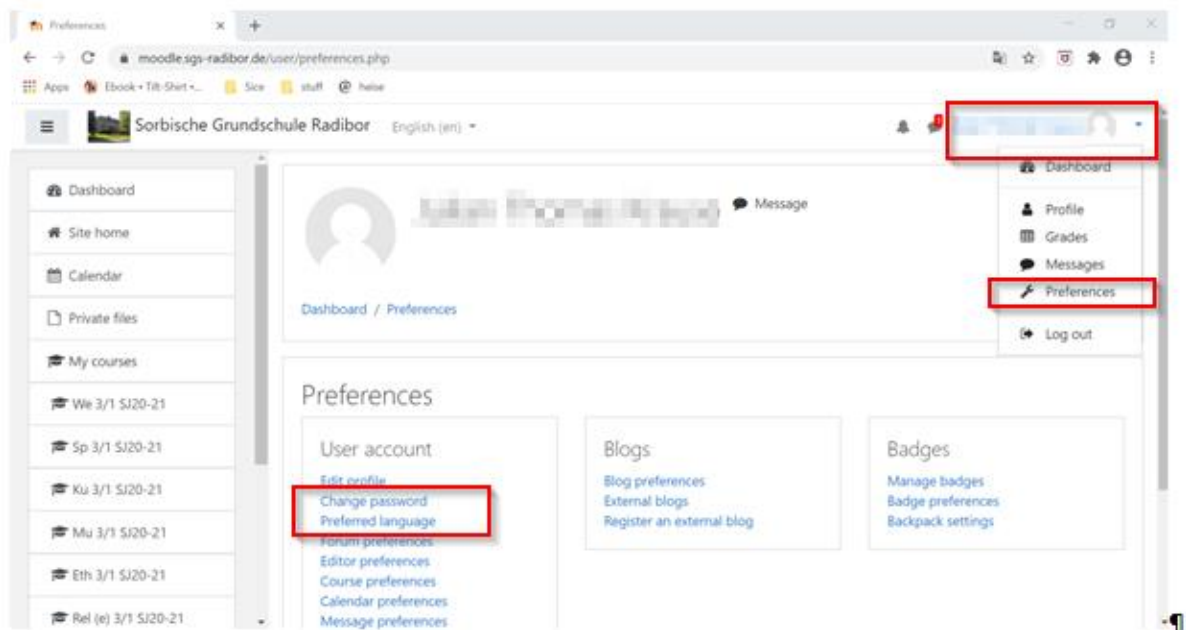 Preferences
moodle.sgs-radibor.de/user/preferences.php
Apps Ebook • Tilt-Shirt •... Sice stuff heise
Sorbische Grundschule Radibor English (en)
Dashboard
Site home
Calendar
Private files
My courses
We 3/1 SJ20-21
Sp 3/1 SJ20-21
Ku 3/1 SJ20-21
Mu 3/1 SJ20-21
Eth 3/1 SJ20-21
Rel (e) 3/1 SJ20-21
Message
Dashboard / Preferences
Dashboard
Profile
Grades
Messages
Preferences
Log out
Preferences
User account
Edit profile
Change password
Preferred language
Forum preferences
Editor preferences
Course preferences
Calendar preferences
Message preferences
Blogs
Blog preferences
External blogs
Register an external blog
Badges
Manage badges
Badge preferences
Backpack settings
¶